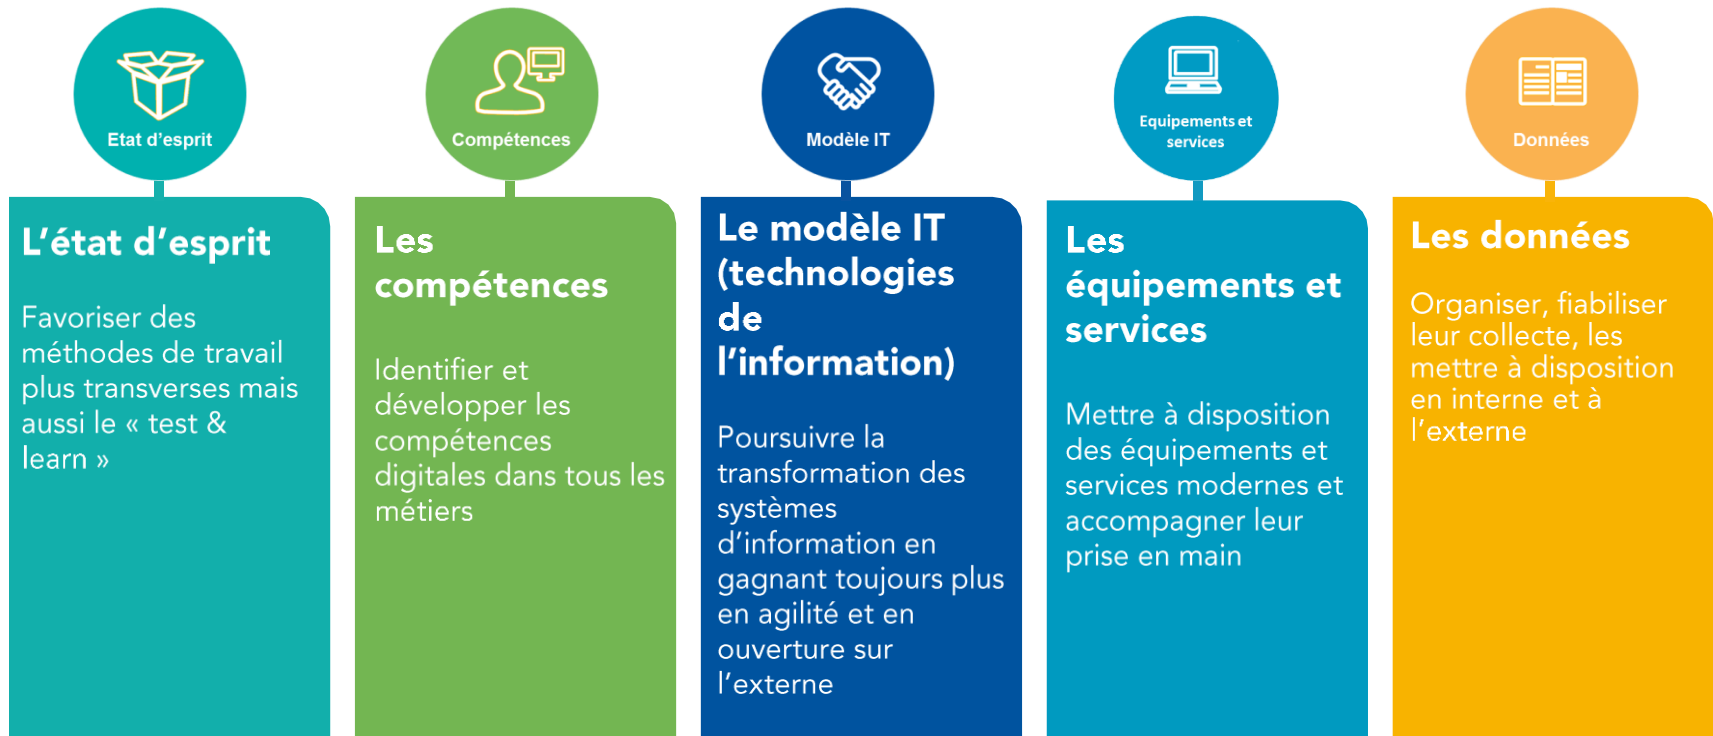 Etat d’esprit
Compétences
Modèle IT
Equipements et
services
Données
L’état d’esprit
Favoriser des
méthodes de travail
plus transverses mais
aussi le « test &
learn »
Les
compétences
Identifier et
développer les
compétences
digitales dans tous les
métiers
Le modèle IT
(technologies
de
l’information)
Poursuivre la
transformation des
systèmes
d’information en
gagnant toujours plus
en agilité et en
ouverture sur
l’externe
Les
équipements et
services
Mettre à disposition
des équipements et
services modernes et
accompagner leur
prise en main
Les données
Organiser, fiabiliser
leur collecte, les
mettre à disposition
en interne et à
l’externe